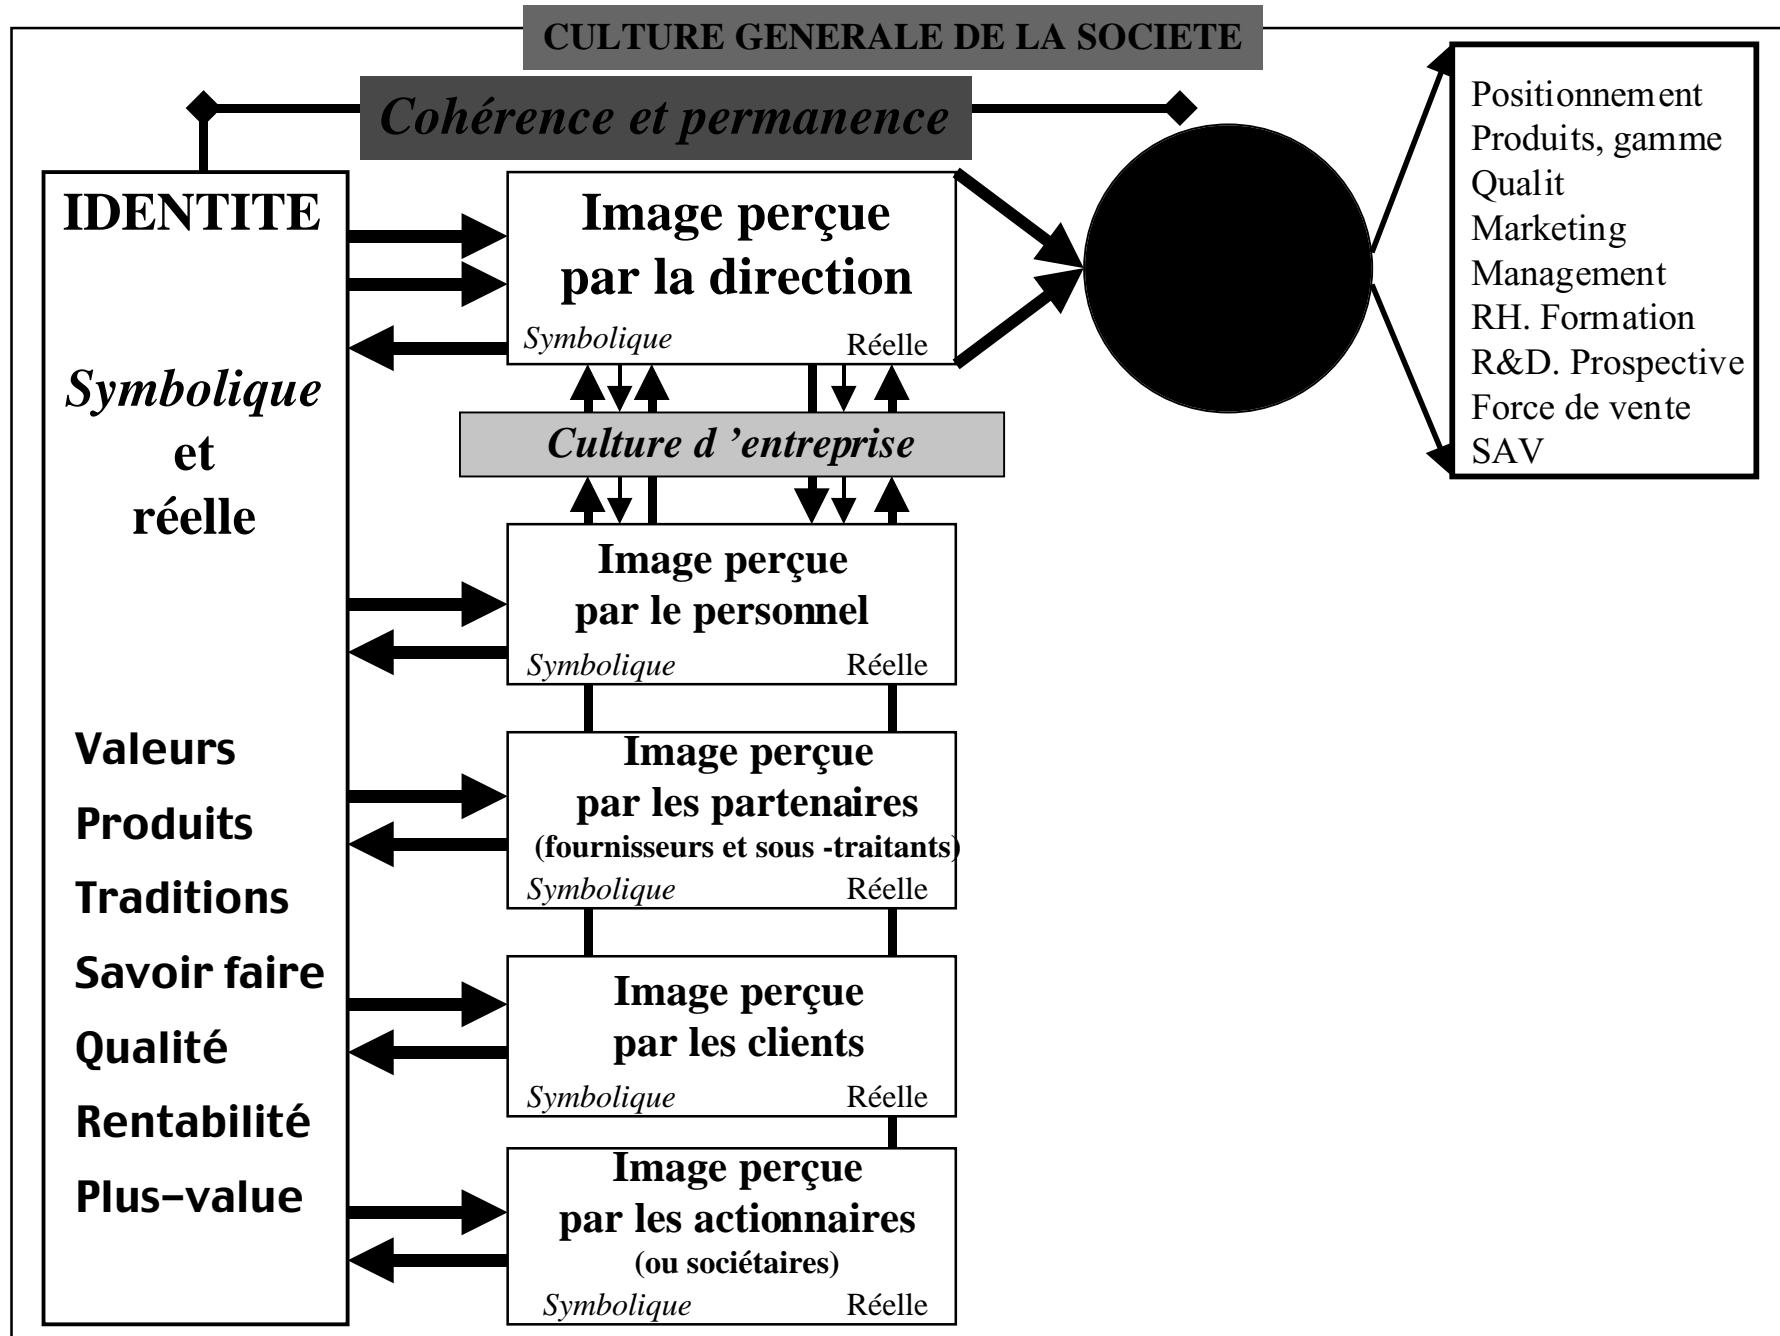 CULTURE GENERALE DE LA SOCIETE
Cohérence et permanence
IDENTITE
Symbolique
et
réelle
Valeurs
Produits
Traditions
Savoir faire
Qualité
Rentabilité
Plus-value
Image perçue
par la direction
Symbolique Réelle
Culture d ’entreprise
Image perçue
par le personnel
Symbolique Réelle
Image perçue
par les partenaires
(fournisseurs et sous -traitants)
Symbolique Réelle
Image perçue
par les clients
Symbolique Réelle
Image perçue
par les actionnaires
(ou sociétaires)
Symbolique Réelle
Positionnement
Produits, gamme
Qualit
Marketing
Management
RH. Formation
R&D. Prospective
Force de vente
SAV